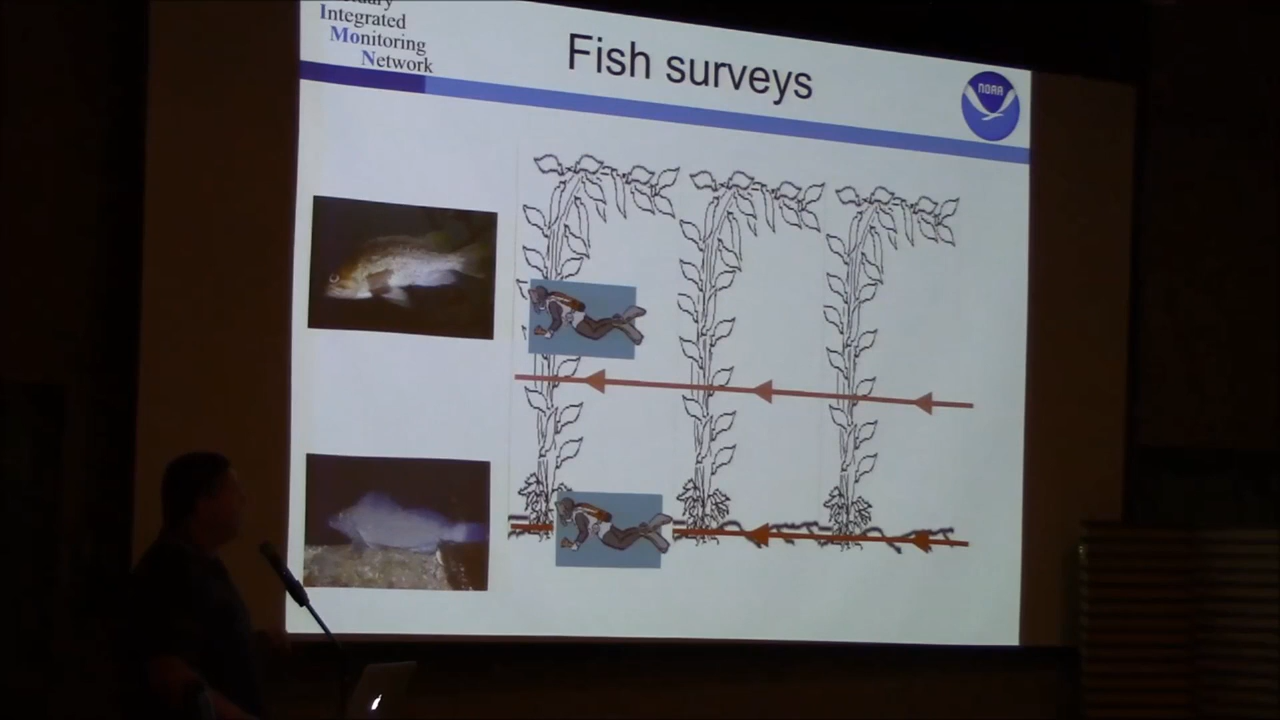 Integrated
Monitoring
Network
Fish surveys
NOAA